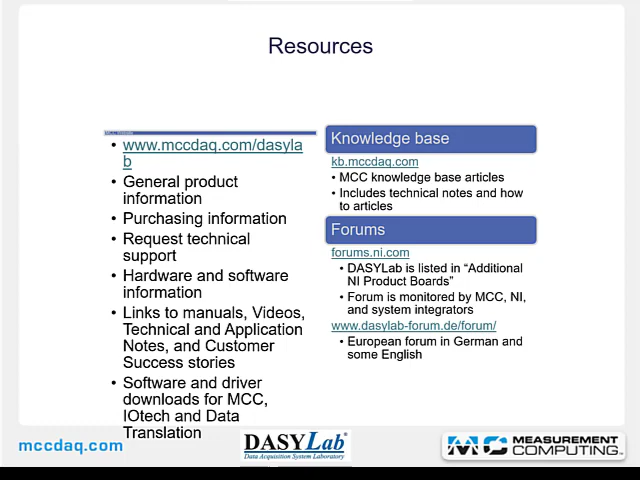 Resources
MCC Website
www.mccdaq.com/dasyla
b
General product
information
Purchasing information
Request technical
support
Hardware and software
information
Links to manuals, Videos,
Technical and Application
Notes, and Customer
Success stories
Software and driver
downloads for MCC,
IOtech and Data
Translation
Knowledge base
kb.mccdaq.com
• MCC knowledge base articles
• Includes technical notes and how
to articles
Forums
forums.ni.com
• DASYLab is listed in “Additional
NI Product Boards”
• Forum is monitored by MCC, NI,
and system integrators
www.dasylab-forum.de/forum/
• European forum in German and
some English
mccdaq.com
DASYLab®
Data Acquisition System Laboratory
MC MEASUREMENT
COMPUTING™